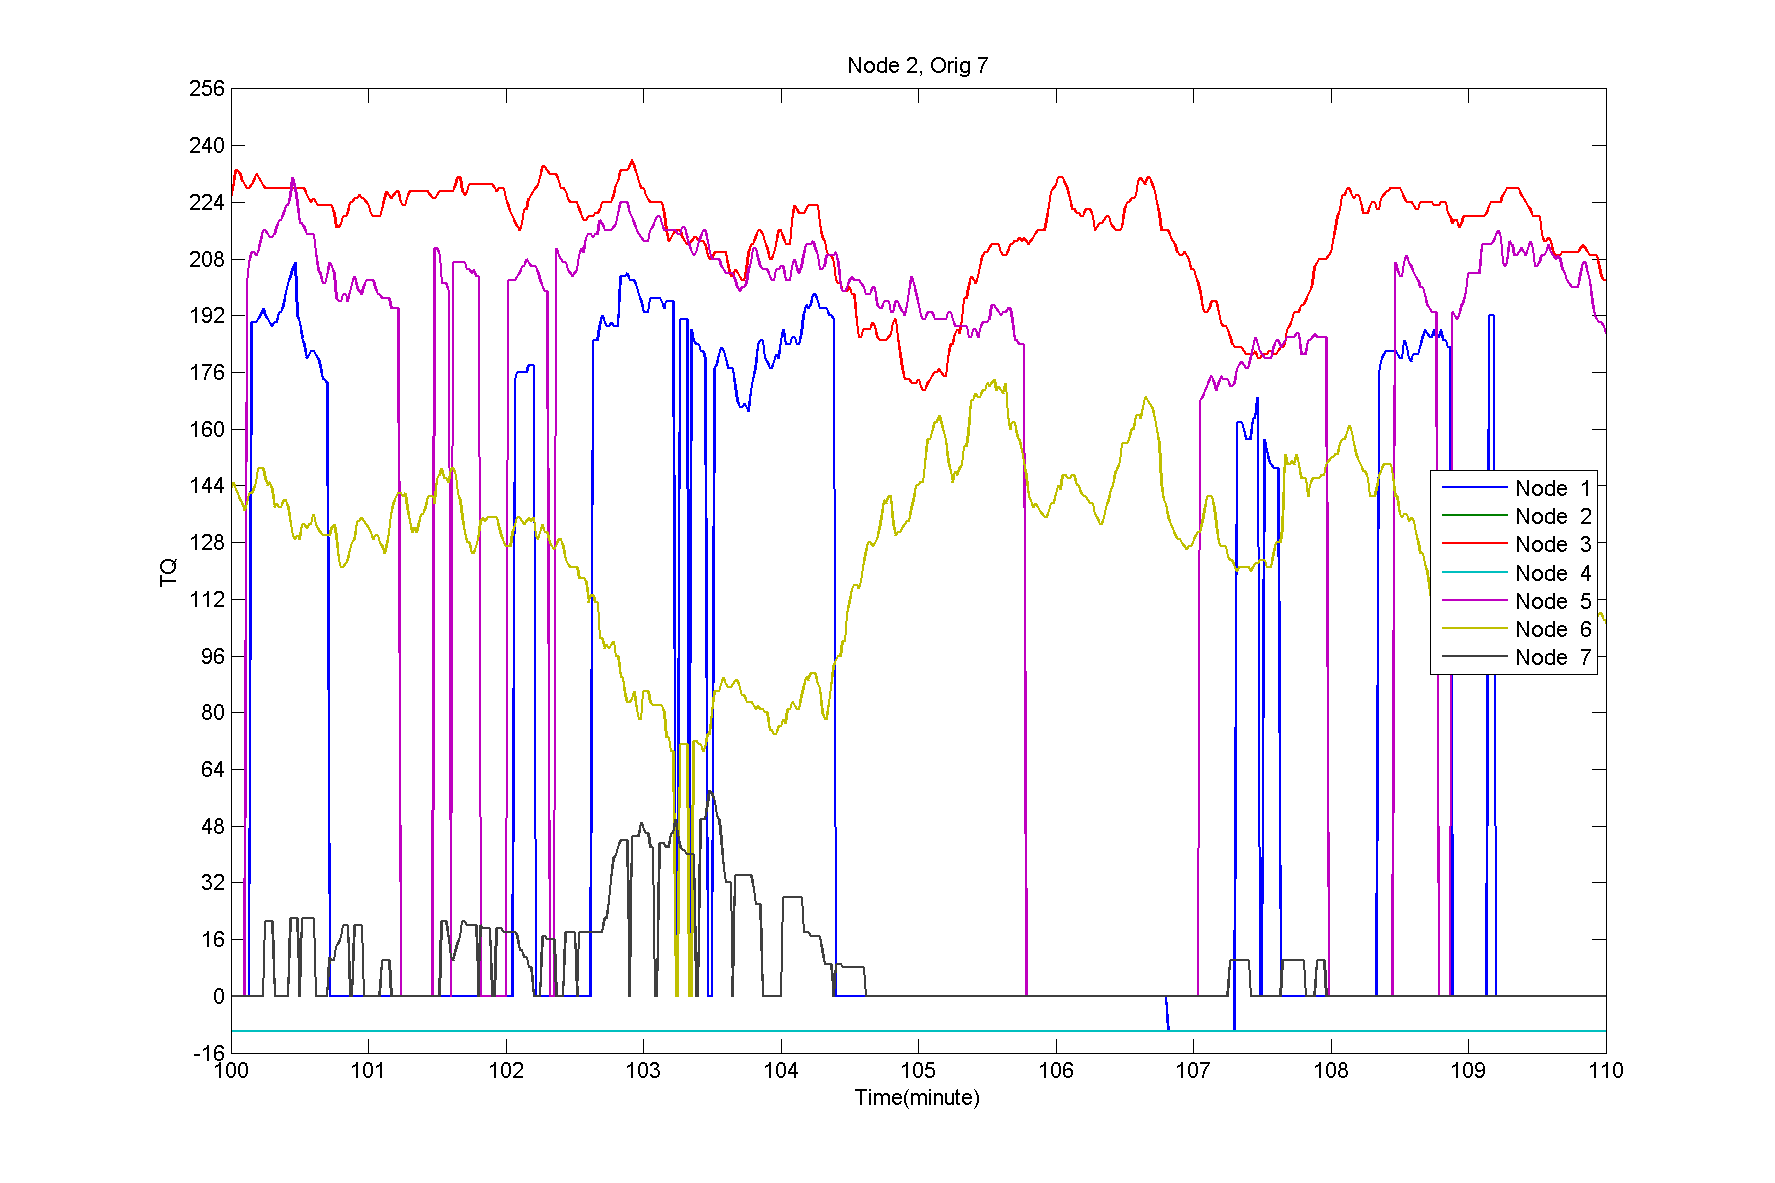 Node 2, Orig 7
256
240
224
208
192
176
160
144
128
112
96
80
64
48
32
16
0
-16
TQ
100 101 102 103 104 105 106 107 108 109 110
Time(minute)
Node 1
Node 2
Node 3
Node 4
Node 5
Node 6
Node 7